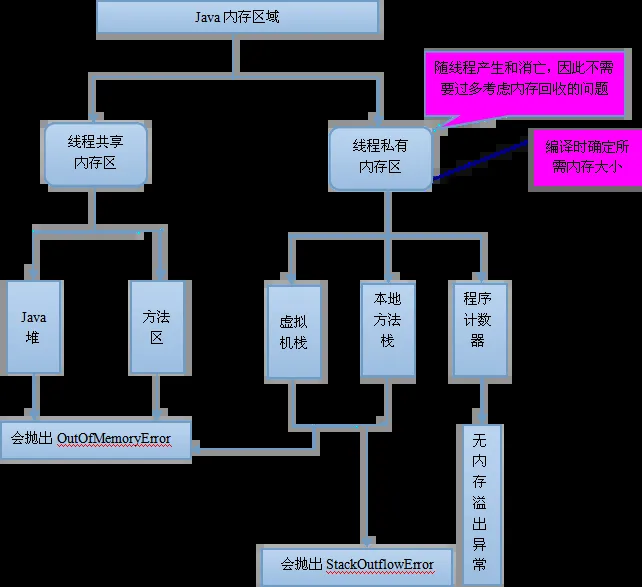 Java 内存区域
随线程产生和消亡，因此不需
要过多考虑内存回收的问题
线程共享
内存区
线程私有
内存区
编译时确定所
需内存大小
Java
堆
方法
区
虚拟
机栈
本地
方法
栈
程序
计数
器
会抛出 OutOfMemoryError
无
内
存
溢
出
异
常
会抛出 StackOutflowError